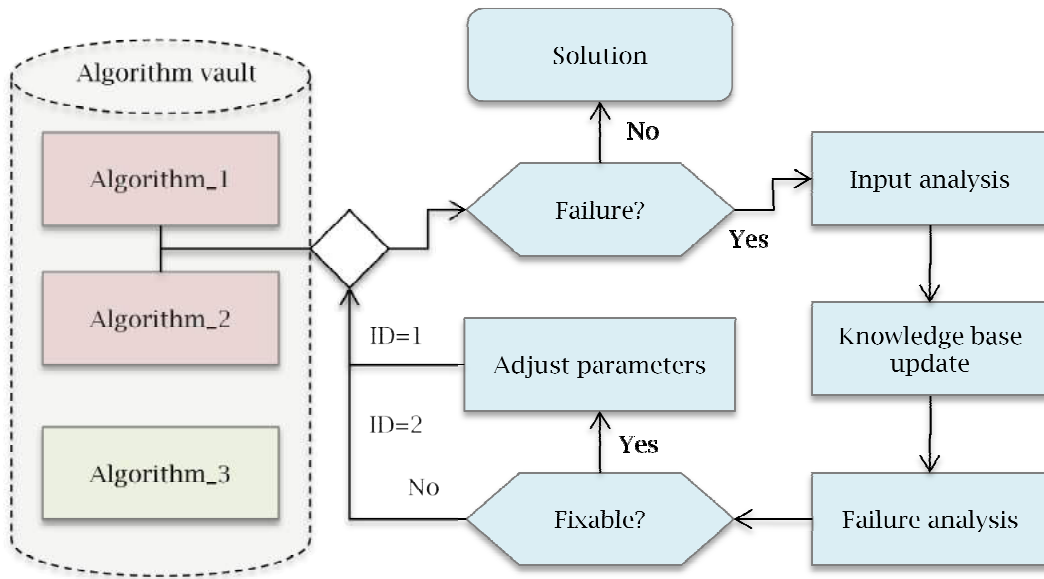 Algorithm vault
Algorithm_1
Algorithm_2
Algorithm_3
Solution
No
Failure?
Yes
Input analysis
Knowledge base
update
Failure analysis
ID=1
Adjust parameters
ID=2
Yes
No
Fixable?